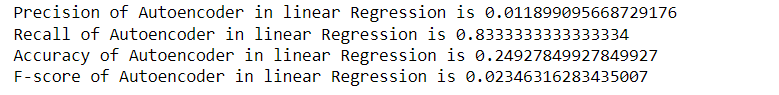 Precision of Autoencoder in linear Regression is 0.011899095668729176
Recall of Autoencoder in linear Regression is 0.8333333333333334
Accuracy of Autoencoder in linear Regression is 0.24927849927849927
F-score of Autoencoder in linear Regression is 0.02346316283435007